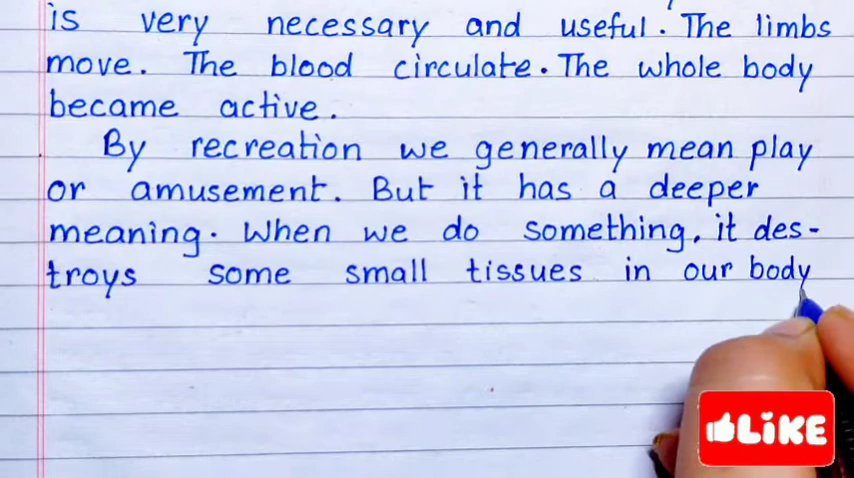 is very necessary and useful. The limbs
move. The blood circulate. The whole body
became active.
By recreation we generally mean play
or amusement. But it has a deeper
meaning. When we do something, it des-
troys some small tissues in our body
LIKE